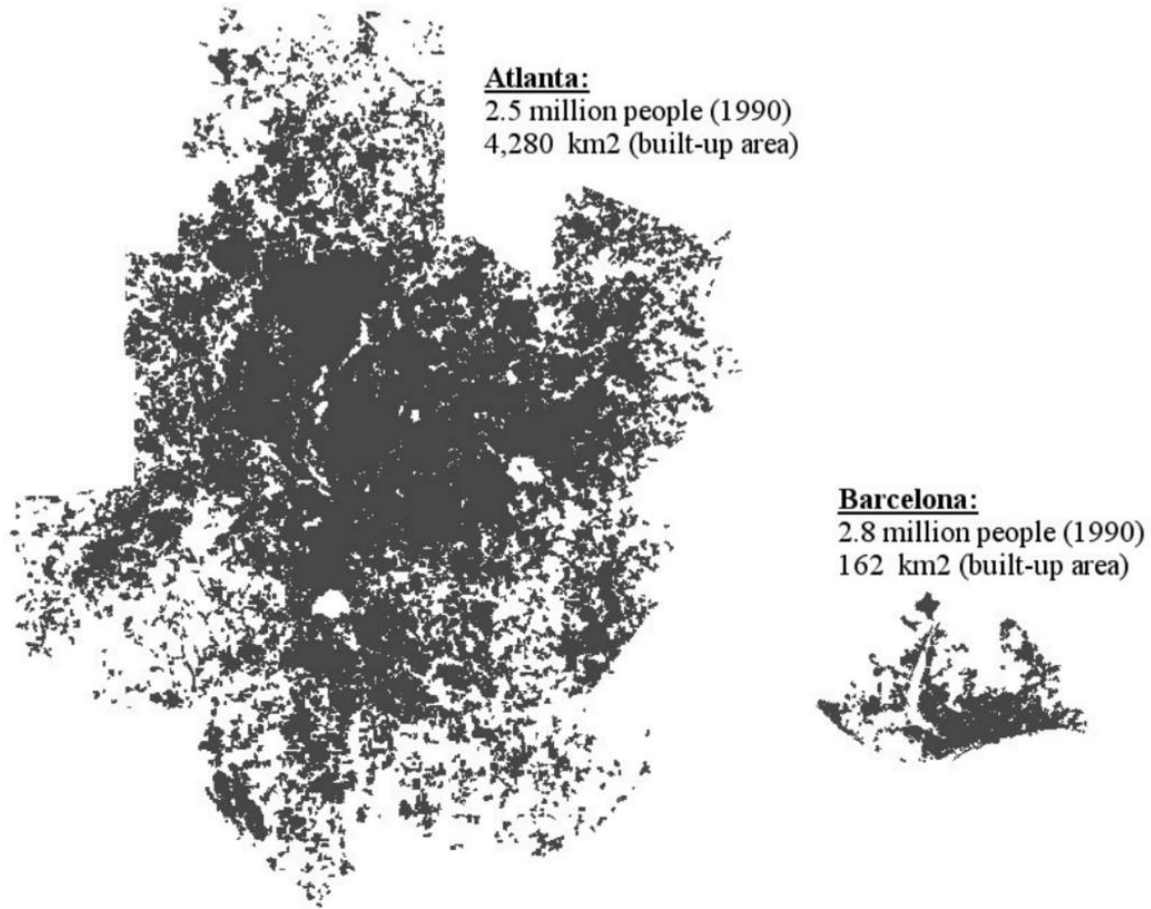 Atlanta:
2.5 million people (1990)
4,280 km2 (built-up area)
Barcelona:
2.8 million people (1990)
162 km2 (built-up area)